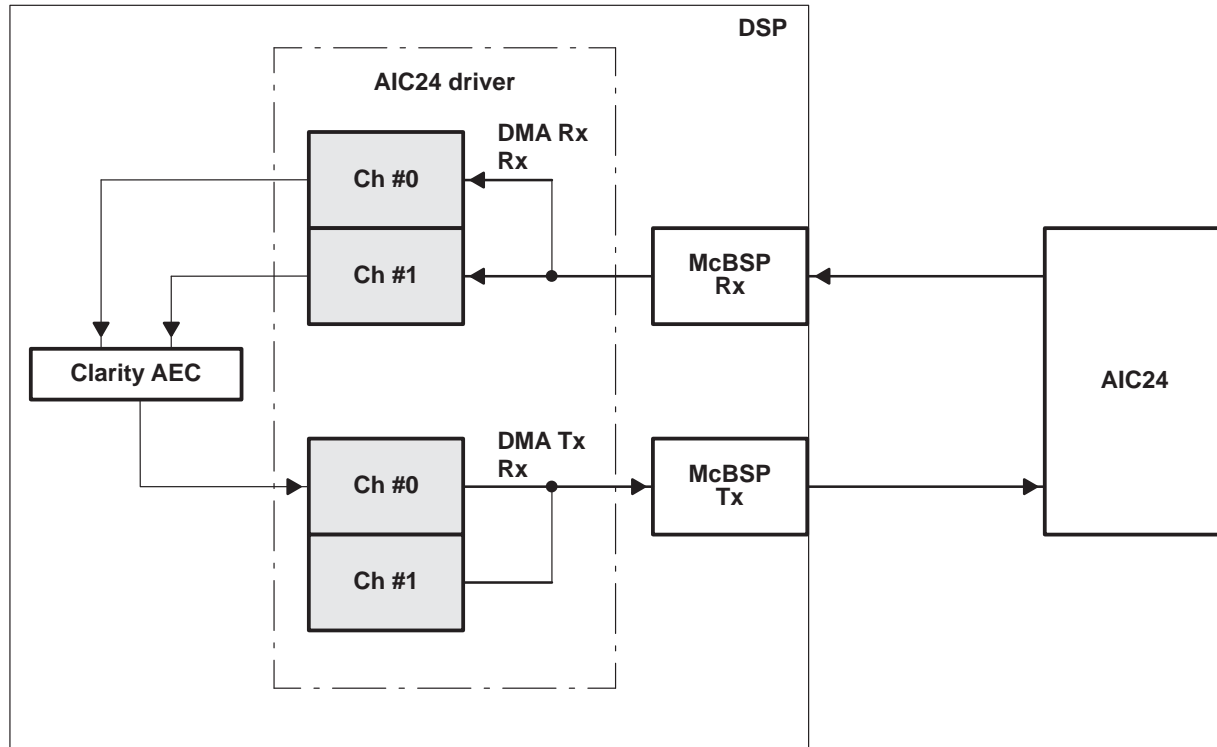 DSP
AIC24 driver
DMA Rx
Rx
Ch #0
Ch #1
McBSP
Rx
Clarity AEC
AIC24
DMA Tx
Rx
Ch #0
McBSP
Tx
Ch #1